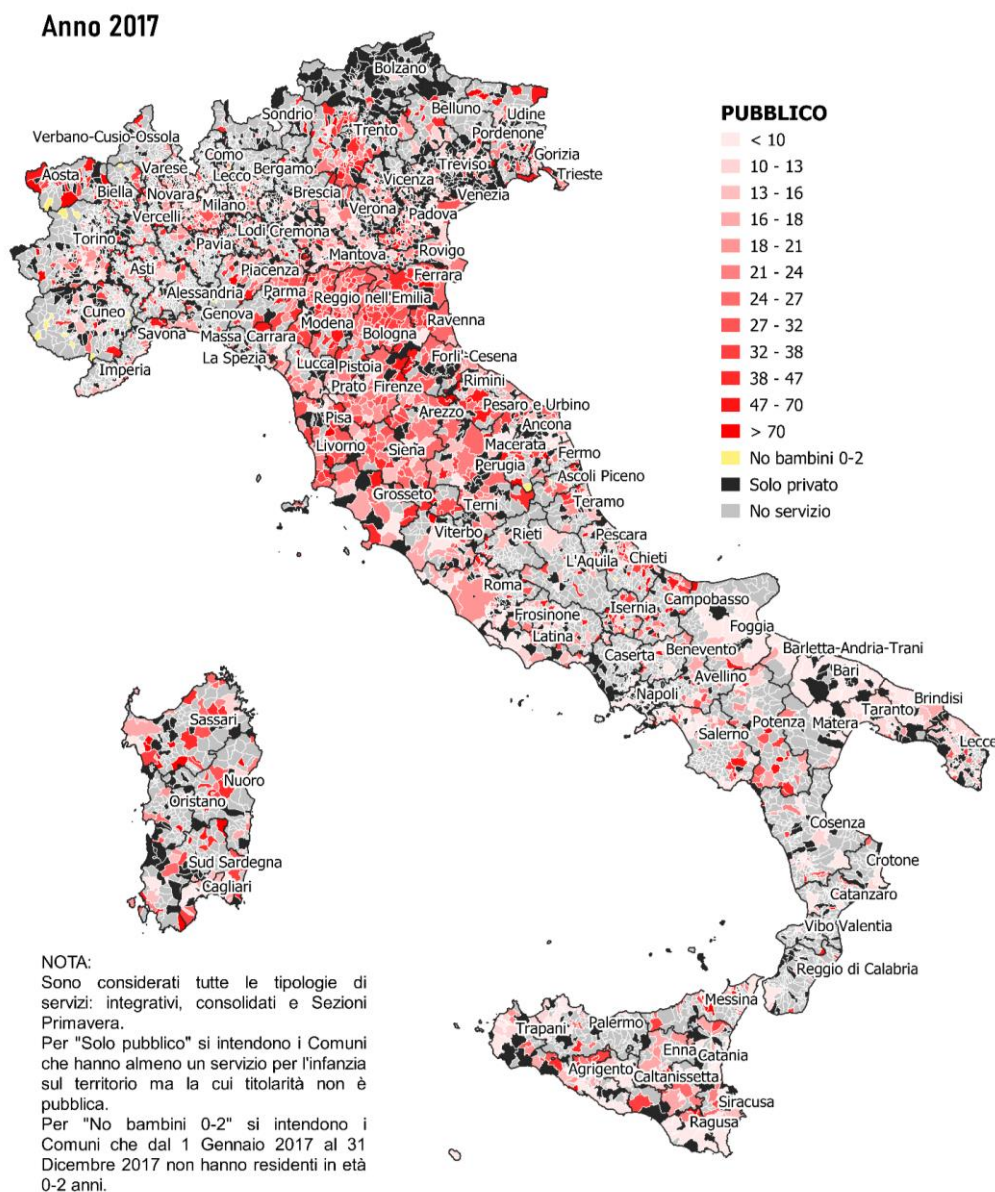 Anno 2017
Bolzano
Sondrio
Belluno
Udine
Verbano-Cusio-Ossola
Trento
Pordenone
Como
Gorizia
Aosta
Varese
Lecco
Bergamo
Treviso
Trieste
Biella
Novara
Brescia
Vicenza
Venezia
Milano
Verona
Padova
Vercelli
Torino
Lodi
Cremona
Pavia
Mantova
Rovigo
Asti
Piacenza
Ferrara
Alessandria
Parma
Reggio nell'Emilia
Cuneo
Genova
Modena
Ravenna
Savona
Massa Carrara
Bologna
La Spezia
Lucca
Pistoia
Forli'-Cesena
Imperia
Prato
Firenze
Rimini
Pisa
Arezzo
Pesaro e Urbino
Ancona
Livorno
Siena
Macerata
Fermo
Perugia
Ascoli Piceno
Grosseto
Terni
Teramo
Viterbo
Rieti
Pescara
L'Aquila
Chieti
Roma
Isernia
Campobasso
Frosinone
Foggia
Latina
Caserta
Benevento
Barletta-Andria-Trani
Avellino
Bari
Napoli
Brindisi
Potenza
Taranto
Salerno
Matera
Lecce
Sassari
Nuoro
Oristano
Cosenza
Sud Sardegna
Crotone
Cagliari
Catanzaro
Vibo Valentia
Reggio di Calabria
Messina
Trapani
Palermo
Enna
Catania
Agrigento
Caltanissetta
Siracusa
Ragusa
PUBBLICO
< 10
10 - 13
13 - 16
16 - 18
18 - 21
21 - 24
24 - 27
27 - 32
32 - 38
38 - 47
47 - 70
> 70
No bambini 0-2
Solo privato
No servizio
NOTA:
Sono considerati tutte le tipologie di
servizi: integrativi, consolidati e Sezioni
Primavera.
Per "Solo pubblico" si intendono i Comuni
che hanno almeno un servizio per l'infanzia
sul territorio ma la cui titolarità non è
pubblica.
Per "No bambini 0-2" si intendono i
Comuni che dal 1 Gennaio 2017 al 31
Dicembre 2017 non hanno residenti in età
0-2 anni.